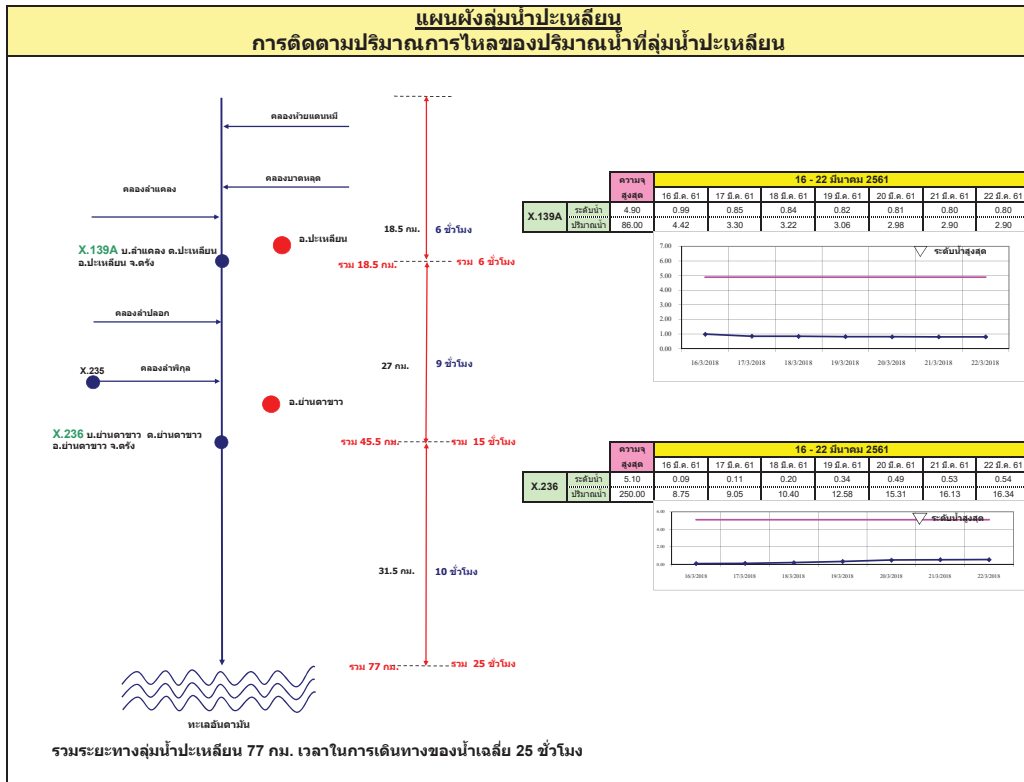 แผนผังลุ่มน้ำปะเหลียน
การติดตามปริมาณการไหลของปริมาณน้ำที่ลุ่มน้ำปะเหลียน
คลองห้วยแดนหมี
คลองบาดหลุด
คลองลำแคลง
18.5 กม.
6 ชั่วโมง
อ.ปะเหลียน
X.139A บ.ลำแคลง ต.ปะเหลียน
อ.ปะเหลียน จ.ตรัง
รวม 18.5 กม.
รวม 6 ชั่วโมง
คลองลำปลอก
X.235
คลองลำพิกุล
27 กม.
9 ชั่วโมง
อ.ย่านตาขาว
X.236 บ.ย่านตาขาว ต.ย่านตาขาว
อ.ย่านตาขาว จ.ตรัง
รวม 45.5 กม.
รวม 15 ชั่วโมง
31.5 กม.
10 ชั่วโมง
รวม 77 กม.
รวม 25 ชั่วโมง
ทะเลอันดามัน
ความจุสูงสุด
16 - 22 มีนาคม 2561
16 มี.ค. 61 17 มี.ค. 61 18 มี.ค. 61 19 มี.ค. 61 20 มี.ค. 61 21 มี.ค. 61 22 มี.ค. 61
X.139A
ระดับน้ำ 4.90 0.99 0.85 0.84 0.82 0.81 0.80 0.80
ปริมาณน้ำ 86.00 4.42 3.30 3.22 3.06 2.98 2.90 2.90
ระดับน้ำสูงสุด
7.00
6.00
5.00
4.00
3.00
2.00
1.00
0.00
16/3/2018 17/3/2018 18/3/2018 19/3/2018 20/3/2018 21/3/2018 22/3/2018
ความจุสูงสุด
16 - 22 มีนาคม 2561
16 มี.ค. 61 17 มี.ค. 61 18 มี.ค. 61 19 มี.ค. 61 20 มี.ค. 61 21 มี.ค. 61 22 มี.ค. 61
X.236
ระดับน้ำ 5.10 0.09 0.11 0.20 0.34 0.49 0.53 0.54
ปริมาณน้ำ 250.00 8.75 9.05 10.40 12.58 15.31 16.13 16.34
ระดับน้ำสูงสุด
6.00
4.00
2.00
0.00
16/3/2018 17/3/2018 18/3/2018 19/3/2018 20/3/2018 21/3/2018 22/3/2018
รวมระยะทางลุ่มน้ำปะเหลียน 77 กม. เวลาในการเดินทางของน้ำเฉลี่ย 25 ชั่วโมง